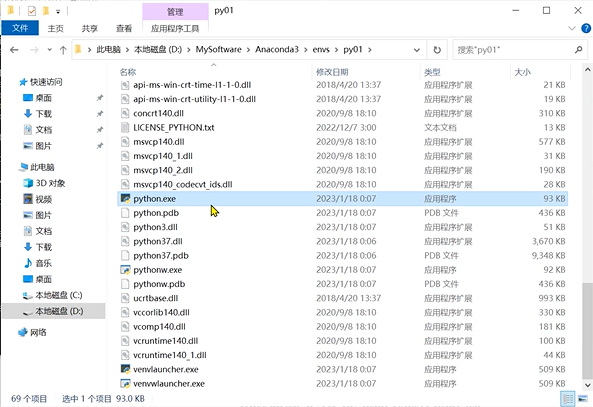 管理
py01
文件
主页
共享
查看
应用程序工具
此电脑 > 本地磁盘 (D:) > MySoftware > Anaconda3 > envs > py01 >
搜索"py01"
快速访问
桌面
下载
文档
图片
此电脑
3D 对象
视频
图片
文档
下载
音乐
桌面
本地磁盘 (C:)
本地磁盘 (D:)
网络
名称 修改日期 类型 大小
api-ms-win-crt-time-l1-1-0.dll 2018/4/20 13:37 应用程序扩展 21 KB
api-ms-win-crt-utility-l1-1-0.dll 2018/4/20 13:37 应用程序扩展 19 KB
concrt140.dll 2020/9/8 18:10 应用程序扩展 310 KB
LICENSE_PYTHON.txt 2022/12/7 3:00 文本文档 13 KB
msvcp140.dll 2020/9/8 18:10 应用程序扩展 577 KB
msvcp140_1.dll 2020/9/8 18:10 应用程序扩展 31 KB
msvcp140_2.dll 2020/9/8 18:10 应用程序扩展 190 KB
msvcp140_codecvt_ids.dll 2020/9/8 18:10 应用程序扩展 28 KB
python.exe 2023/1/18 0:07 应用程序 93 KB
python.pdb 2023/1/18 0:07 PDB 文件 436 KB
python3.dll 2023/1/18 0:07 应用程序扩展 51 KB
python37.dll 2023/1/18 0:06 应用程序扩展 3,670 KB
python37.pdb 2023/1/18 0:06 PDB 文件 9,348 KB
pythonw.exe 2023/1/18 0:07 应用程序 92 KB
pythonw.pdb 2023/1/18 0:07 PDB 文件 436 KB
ucrtbase.dll 2018/4/20 13:37 应用程序扩展 993 KB
vccorlib140.dll 2020/9/8 18:10 应用程序扩展 330 KB
vcomp140.dll 2020/9/8 18:10 应用程序扩展 181 KB
vcruntime140.dll 2020/9/8 18:10 应用程序扩展 100 KB
vcruntime140_1.dll 2020/9/8 18:10 应用程序扩展 44 KB
venvlauncher.exe 2023/1/18 0:07 应用程序 509 KB
venvwlauncher.exe 2023/1/18 0:07 应用程序 509 KB
69 个项目 选中 1 个项目 93.0 KB